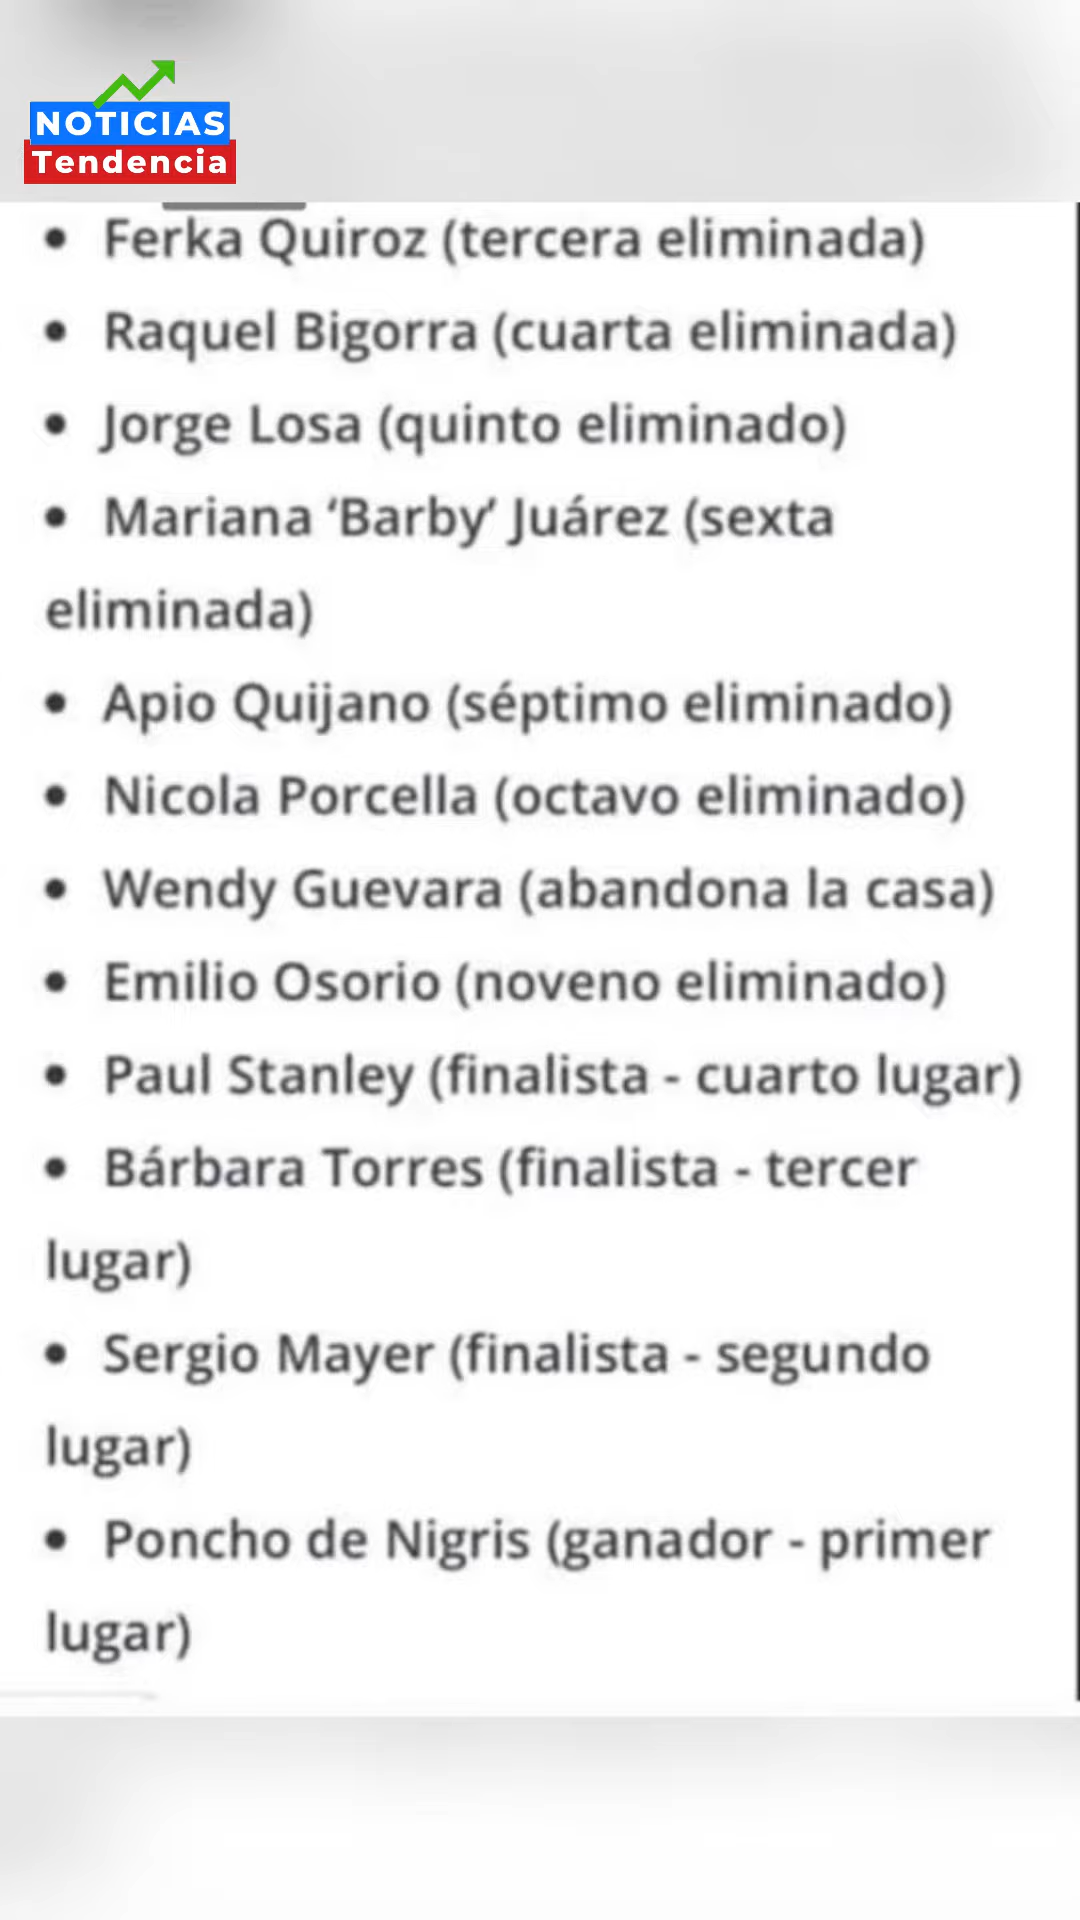 NOTICIAS
Tendencia
• Ferka Quiroz (tercera eliminada)
• Raquel Bigorra (cuarta eliminada)
• Jorge Losa (quinto eliminado)
• Mariana ‘Barby’ Juárez (sexta
eliminada)
• Apio Quijano (séptimo eliminado)
• Nicola Porcella (octavo eliminado)
• Wendy Guevara (abandona la casa)
• Emilio Osorio (noveno eliminado)
• Paul Stanley (finalista - cuarto lugar)
• Bárbara Torres (finalista - tercer
lugar)
• Sergio Mayer (finalista - segundo
lugar)
• Poncho de Nigris (ganador - primer
lugar)